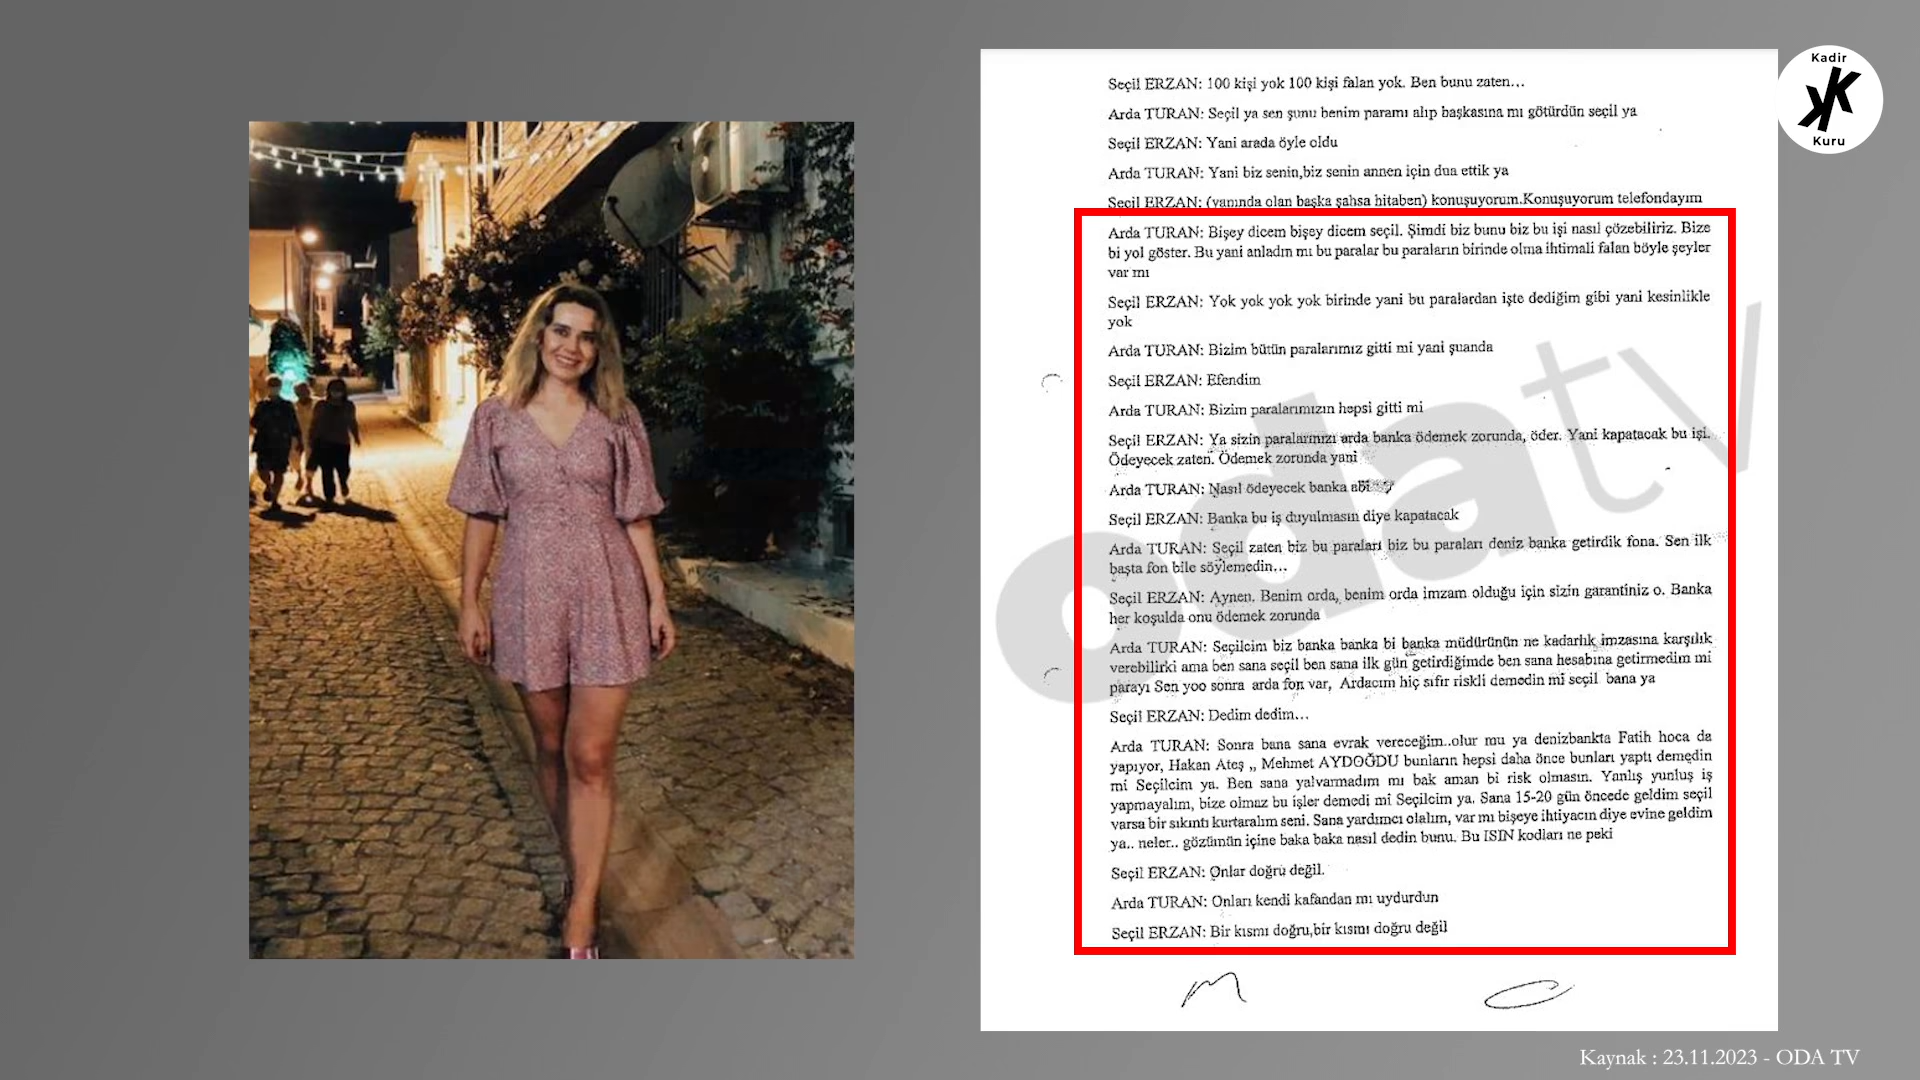 Kadir
KK
Kuru
Seçil ERZAN: 100 kişi yok 100 kişi falan yok. Ben bunu zaten…
Arda TURAN: Seçil ya sen şunu benim paramı alıp başkasına mı götürdün seçil ya
Seçil ERZAN: Yani arada öyle oldu
Arda TURAN: Yani biz senin,biz senin annen için dua ettik ya
Seçil ERZAN: (yanında olan başka şahsa hitaben) konuşuyorum.Konuşuyorum telefondayım
Arda TURAN: Bişey dicem bişey dicem seçil. Şimdi biz bunu biz bu işi nasıl çözebiliriz. Bize
bi yol göster. Bu yani anladın mı bu paralar bu paraların birinde olma ihtimali falan böyle şeyler
var mı
Seçil ERZAN: Yok yok yok yok birinde yani bu paralardan işte dediğim gibi yani kesinlikle
yok
Arda TURAN: Bizim bütün paralarımız gitti mi yani şuanda
Seçil ERZAN: Efendim
Arda TURAN: Bizim paralarımızın hepsi gitti mi
Seçil ERZAN: Ya sizin paralarınızı arda banka ödemek zorunda, öder. Yani kapatacak bu işi.
Ödeyecek zaten. Ödemek zorunda yani
Arda TURAN: Nasıl ödeyecek banka abi
Seçil ERZAN: Banka bu iş duyulmasın diye kapatacak
Arda TURAN: Seçil zaten biz bu paraları biz bu paraları deniz banka getirdik fona. Sen ilk
başta fon bile söylemedin…
Seçil ERZAN: Aynen. Benim orda, benim orda imzam olduğu için sizin garantiniz o. Banka
her koşulda onu ödemek zorunda
Arda TURAN: Seçilcim biz banka banka bi banka müdürünün ne kadarlık imzasına karşılık
verebilirki ama ben sana seçil ben sana ilk gün getirdiğimde ben sana hesabına getirmedim mi
parayı Sen yoo sonra arda fon var, Ardacım hiç sıfır riskli demedin mi seçil bana ya
Seçil ERZAN: Dedim dedim…
Arda TURAN: Sonra bana sana evrak vereceğim..olur mu ya denizbankta Fatih hoca da
yapıyor, Hakan Ateş ,, Mehmet AYDOĞDU bunların hepsi daha önce bunları yaptı demedin
mi Seçilcim ya. Ben sana yalvarmadım mı bak aman bi risk olmasın. Yanlış yunluş iş
yapmayalım, bize olmaz bu işler demedi mi Seçilcim ya. Sana 15-20 gün öncede geldim seçil
varsa bir sıkıntı kurtaralım seni. Sana yardımcı olalım, var mı bişeye ihtiyacın diye evine geldim
ya.. neler.. gözümün içine baka baka nasıl dedin bunu. Bu ISIN kodları ne peki
Seçil ERZAN: Onlar doğru değil.
Arda TURAN: Onları kendi kafandan mı uydurdun
Seçil ERZAN: Bir kısmı doğru,bir kısmı doğru değil
odatv
Kaynak : 23.11.2023 - ODA TV